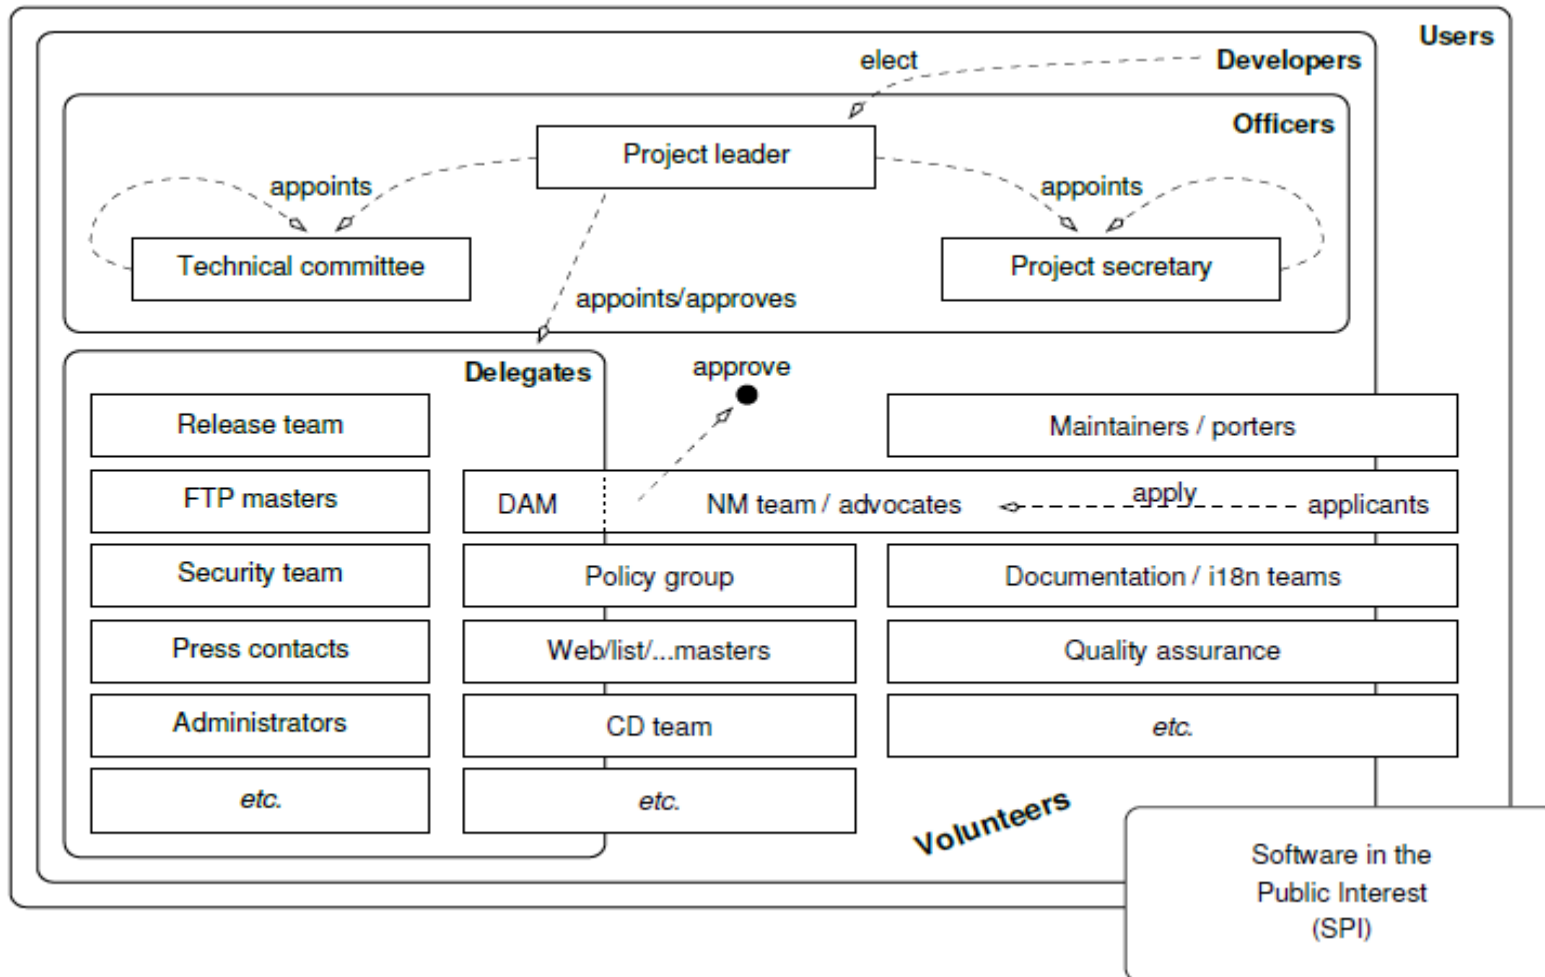 Users
elect
Developers
Officers
Project leader
appoints
appoints
Technical committee
Project secretary
appoints/approves
Delegates
approve
Release team
Maintainers / porters
FTP masters
DAM
NM team / advocates
apply
applicants
Security team
Policy group
Documentation / i18n teams
Press contacts
Web/list/...masters
Quality assurance
Administrators
CD team
etc.
etc.
etc.
Volunteers
Software in the
Public Interest
(SPI)